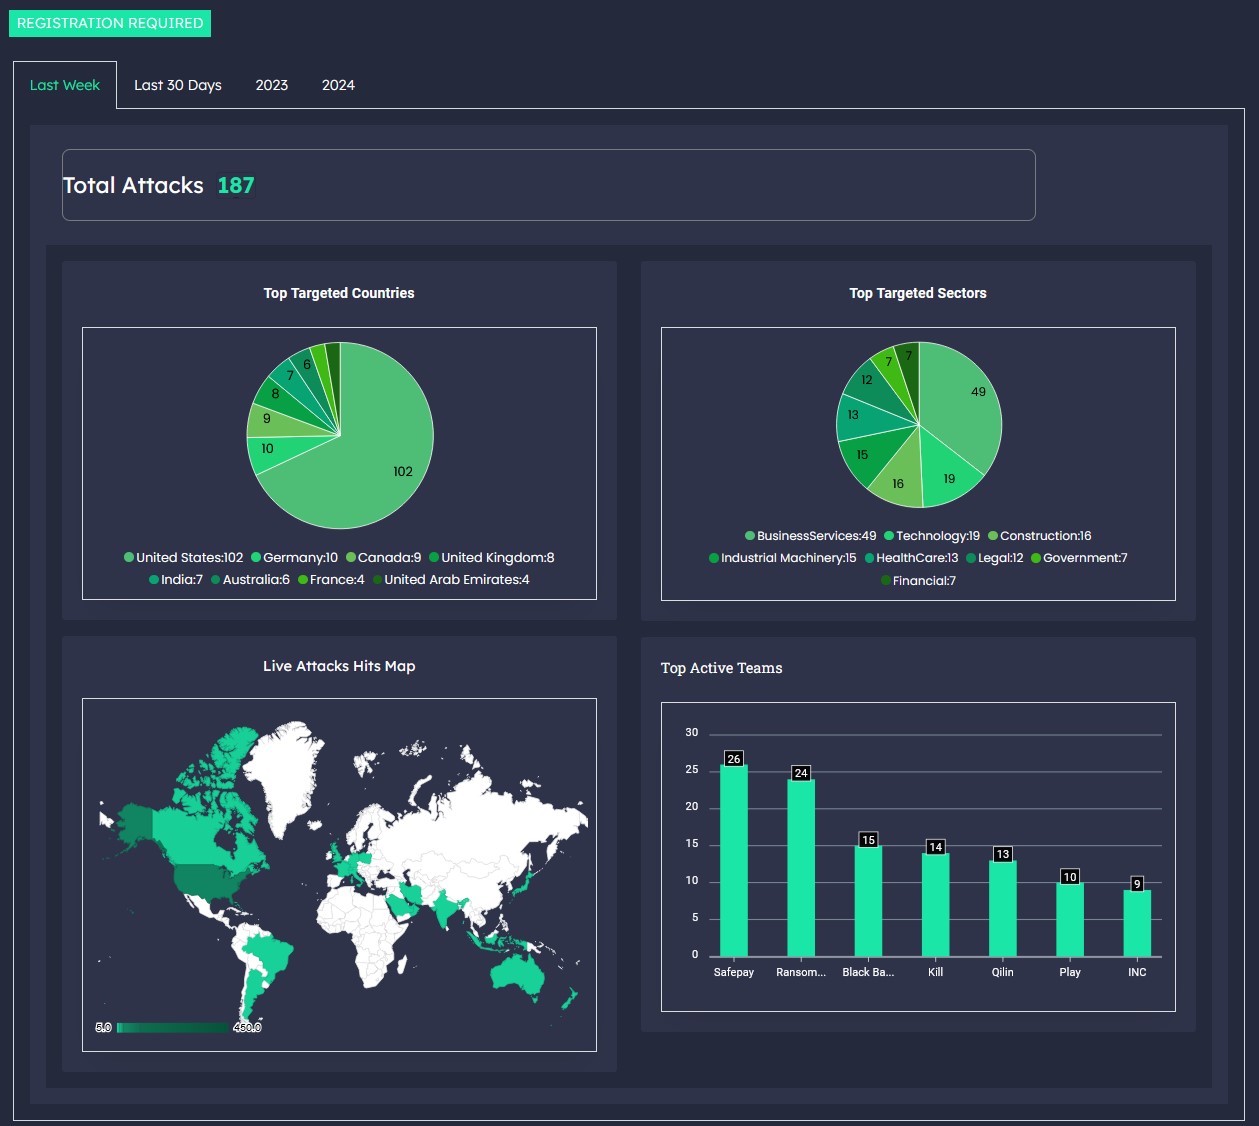 REGISTRATION REQUIRED
Last Week Last 30 Days 2023 2024
Total Attacks 187
Top Targeted Countries
6
7
8
9
10
102
United States:102 Germany:10 Canada:9 United Kingdom:8
India:7 Australia:6 France:4 United Arab Emirates:4
Top Targeted Sectors
7 7
12
49
13
15
16 19
BusinessServices:49 Technology:19 Construction:16
Industrial Machinery:15 HealthCare:13 Legal:12 Government:7
Financial:7
Live Attacks Hits Map
5.0 450.0
Top Active Teams
30
25
20
15
10
5
0
26
24
15
14
13
10
9
Safepay Ransom... Black Ba... Kill Qilin Play INC